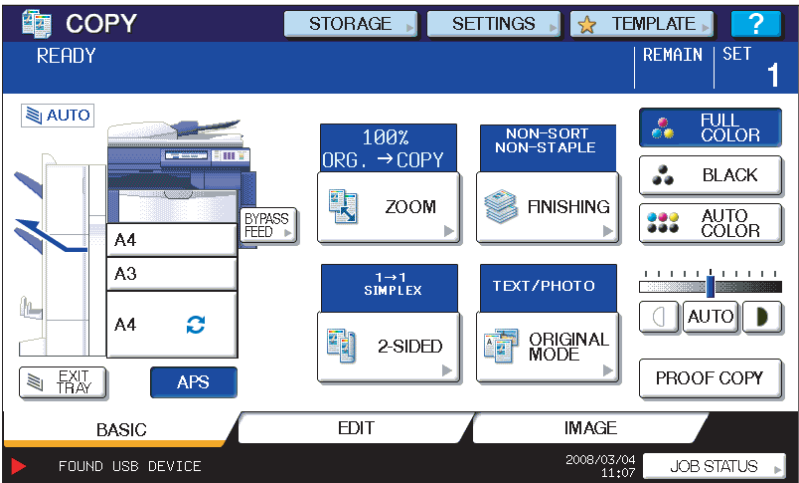 COPY
STORAGE
SETTINGS
TEMPLATE
?
READY
REMAIN
SET
1
AUTO
A4
A3
A4
BYPASS
FEED
EXIT
TRAY
APS
100%
ORG. →COPY
ZOOM
NON-SORT
NON-STAPLE
FINISHING
1→1
SIMPLEX
2-SIDED
TEXT/PHOTO
ORIGINAL
MODE
FULL
COLOR
BLACK
AUTO
COLOR
AUTO
PROOF COPY
BASIC
EDIT
IMAGE
FOUND USB DEVICE
2008/03/04
11:07
JOB STATUS